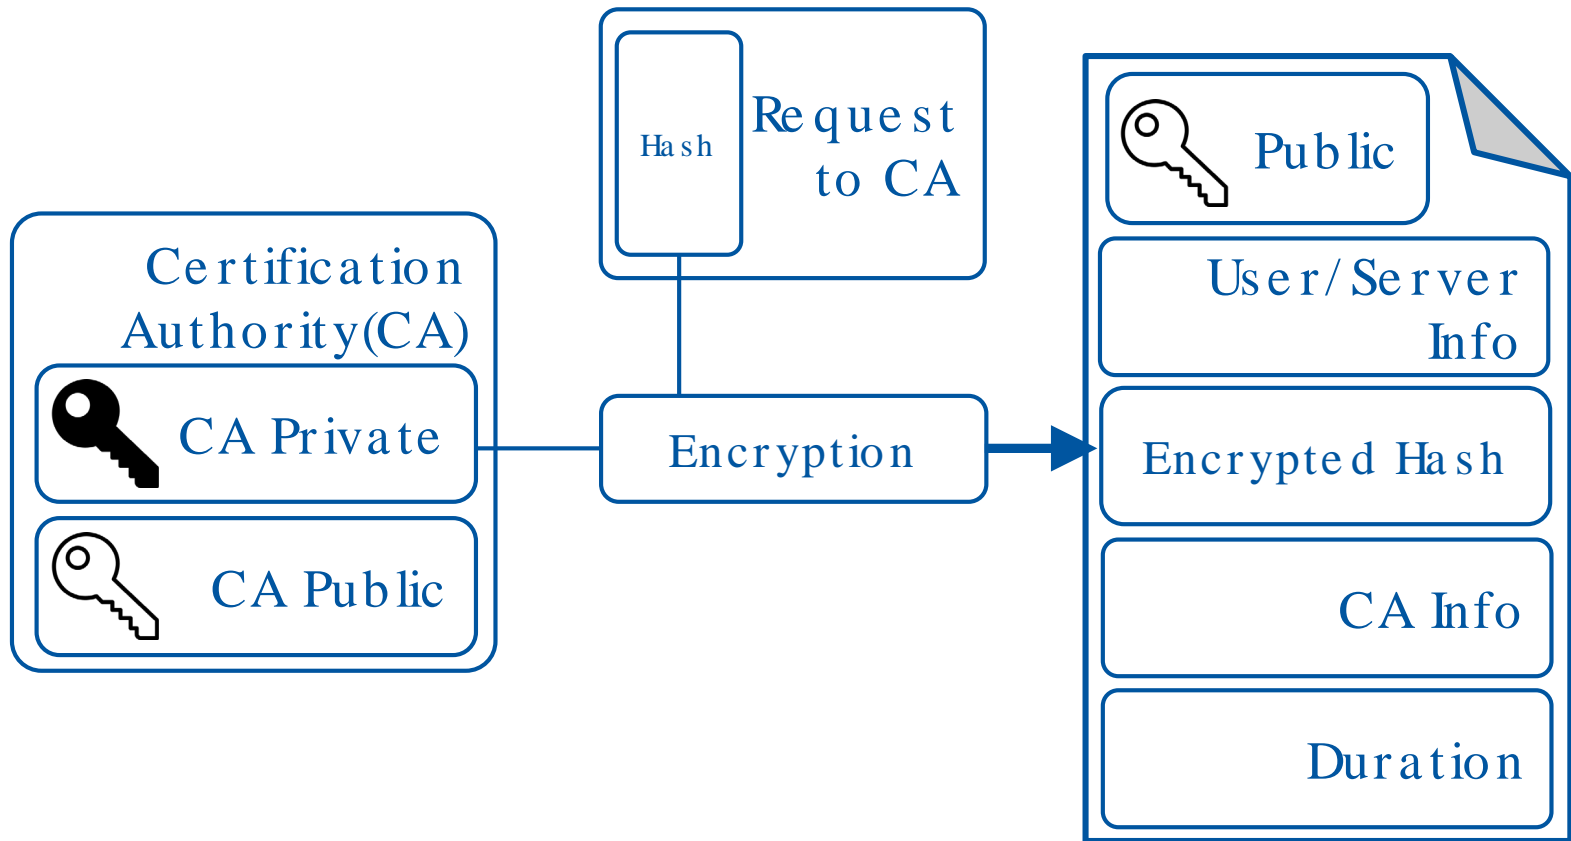 Hash
Request
to CA
Public
Certification
Authority(CA)
User/Server
Info
CA Private
Encryption
Encrypted Hash
CA Public
CA Info
Duration